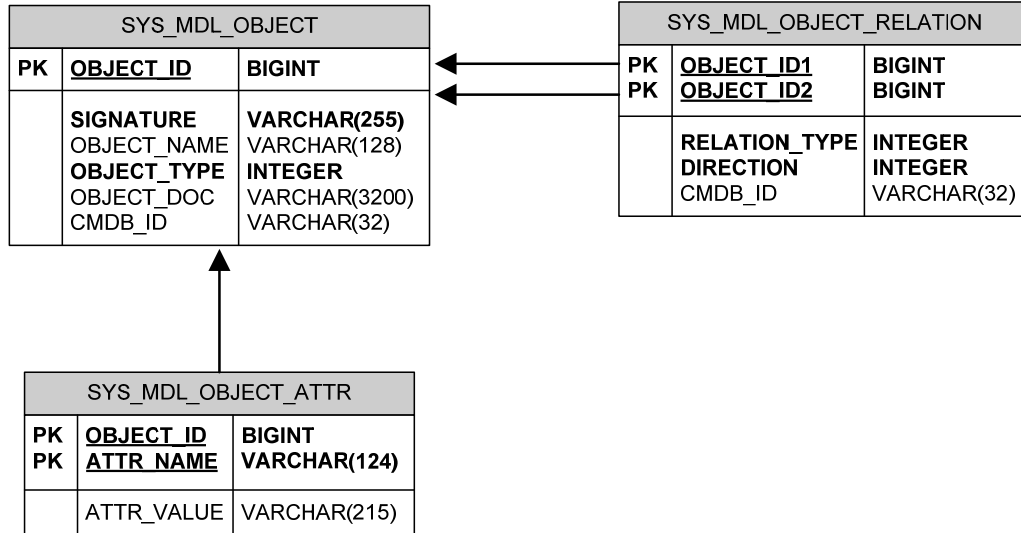 SYS_MDL_OBJECT
PK OBJECT_ID BIGINT
SIGNATURE VARCHAR(255)
OBJECT_NAME VARCHAR(128)
OBJECT_TYPE INTEGER
OBJECT_DOC VARCHAR(3200)
CMDB_ID VARCHAR(32)
SYS_MDL_OBJECT_RELATION
PK OBJECT_ID1 BIGINT
PK OBJECT_ID2 BIGINT
RELATION_TYPE INTEGER
DIRECTION INTEGER
CMDB_ID VARCHAR(32)
SYS_MDL_OBJECT_ATTR
PK OBJECT_ID BIGINT
PK ATTR_NAME VARCHAR(124)
ATTR_VALUE VARCHAR(215)